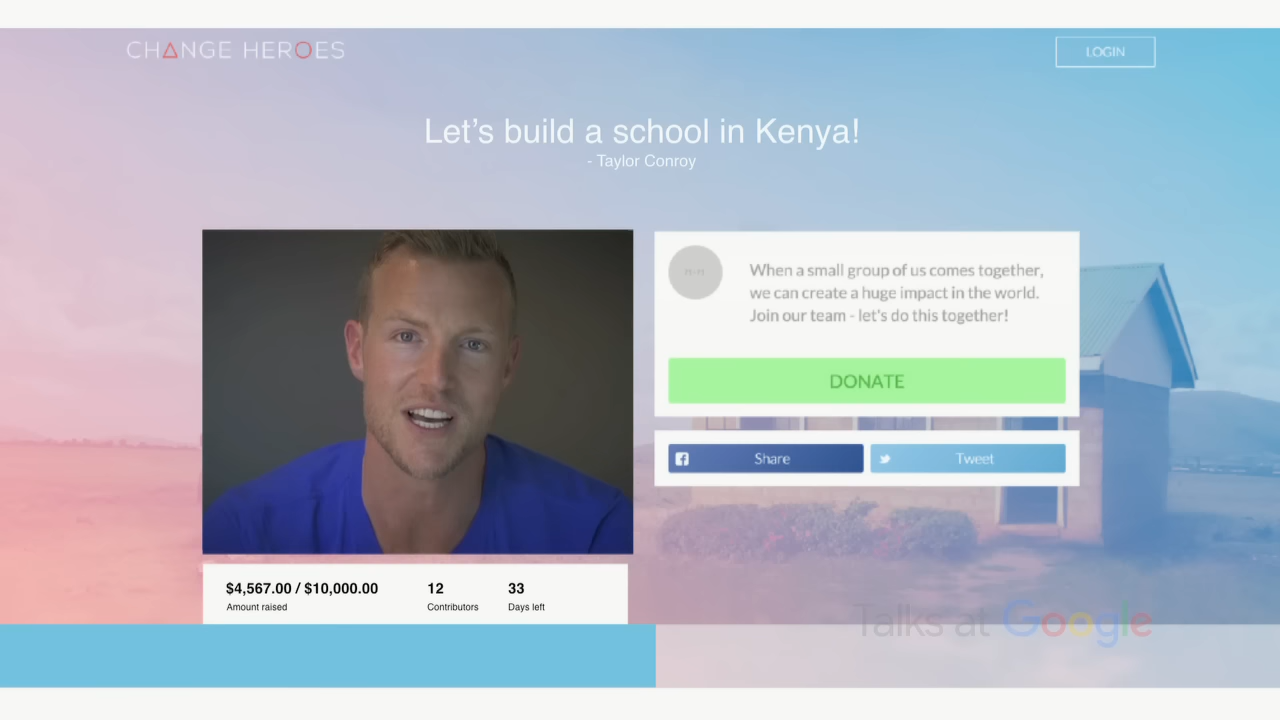 CHANGE HEROES
LOGIN
Let's build a school in Kenya!
- Taylor Conroy
When a small group of us comes together,
we can create a huge impact in the world.
Join our team - let's do this together!
DONATE
Share
Tweet
$4,567.00 / $10,000.00
12
33
Amount raised
Contributors
Days left
Talks at Google